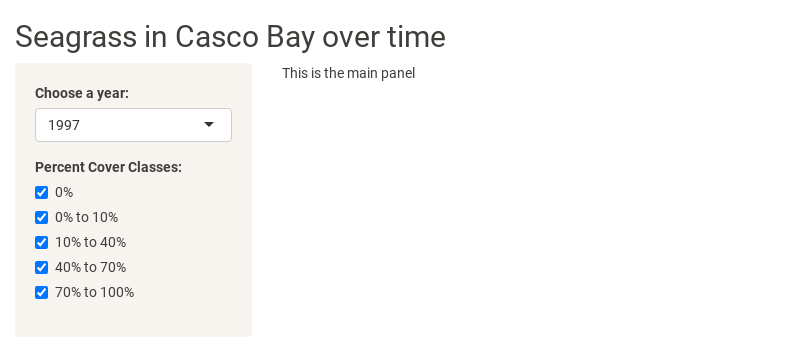 Seagrass in Casco Bay over time
Choose a year:
1997
Percent Cover Classes:
0%
0% to 10%
10% to 40%
40% to 70%
70% to 100%
This is the main panel